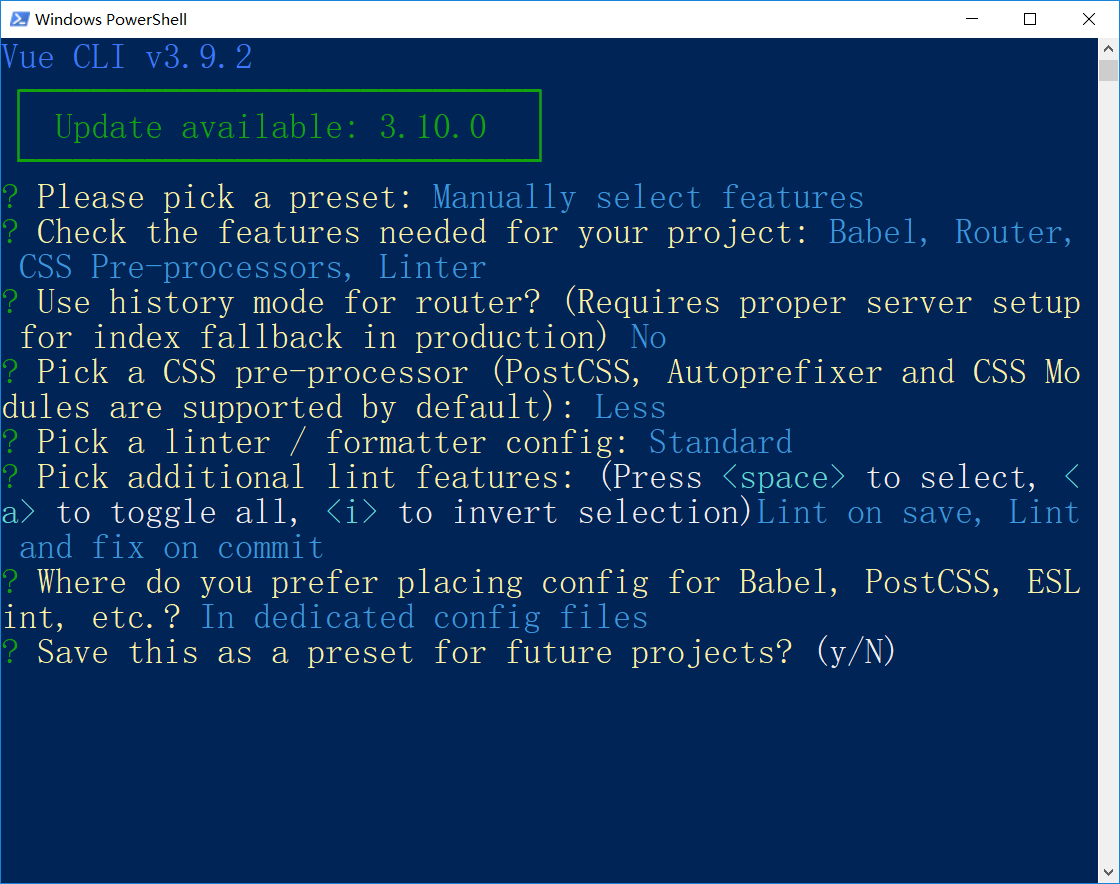 Windows PowerShell
Vue CLI v3.9.2
Update available: 3.10.0
? Please pick a preset: Manually select features
? Check the features needed for your project: Babel, Router,
CSS Pre-processors, Linter
? Use history mode for router? (Requires proper server setup
for index fallback in production) No
? Pick a CSS pre-processor (PostCSS, Autoprefixer and CSS Mo
dules are supported by default): Less
? Pick a linter / formatter config: Standard
? Pick additional lint features: (Press <space> to select, <
a> to toggle all, <i> to invert selection)Lint on save, Lint
and fix on commit
? Where do you prefer placing config for Babel, PostCSS, ESL
int, etc.? In dedicated config files
? Save this as a preset for future projects? (y/N)